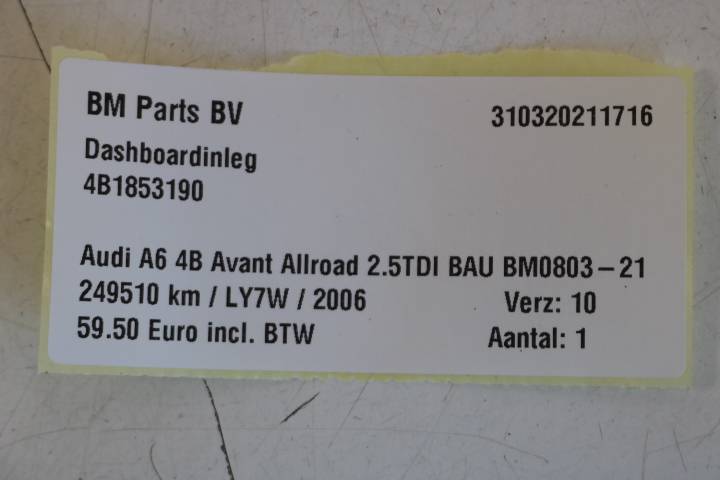 BM Parts BV 310320211716
Dashboardinleg
4B1853190
Audi A6 4B Avant Allroad 2.5TDI BAU BM0803-21
249510 km / LY7W / 2006 Verz: 10
59.50 Euro incl. BTW Aantal: 1